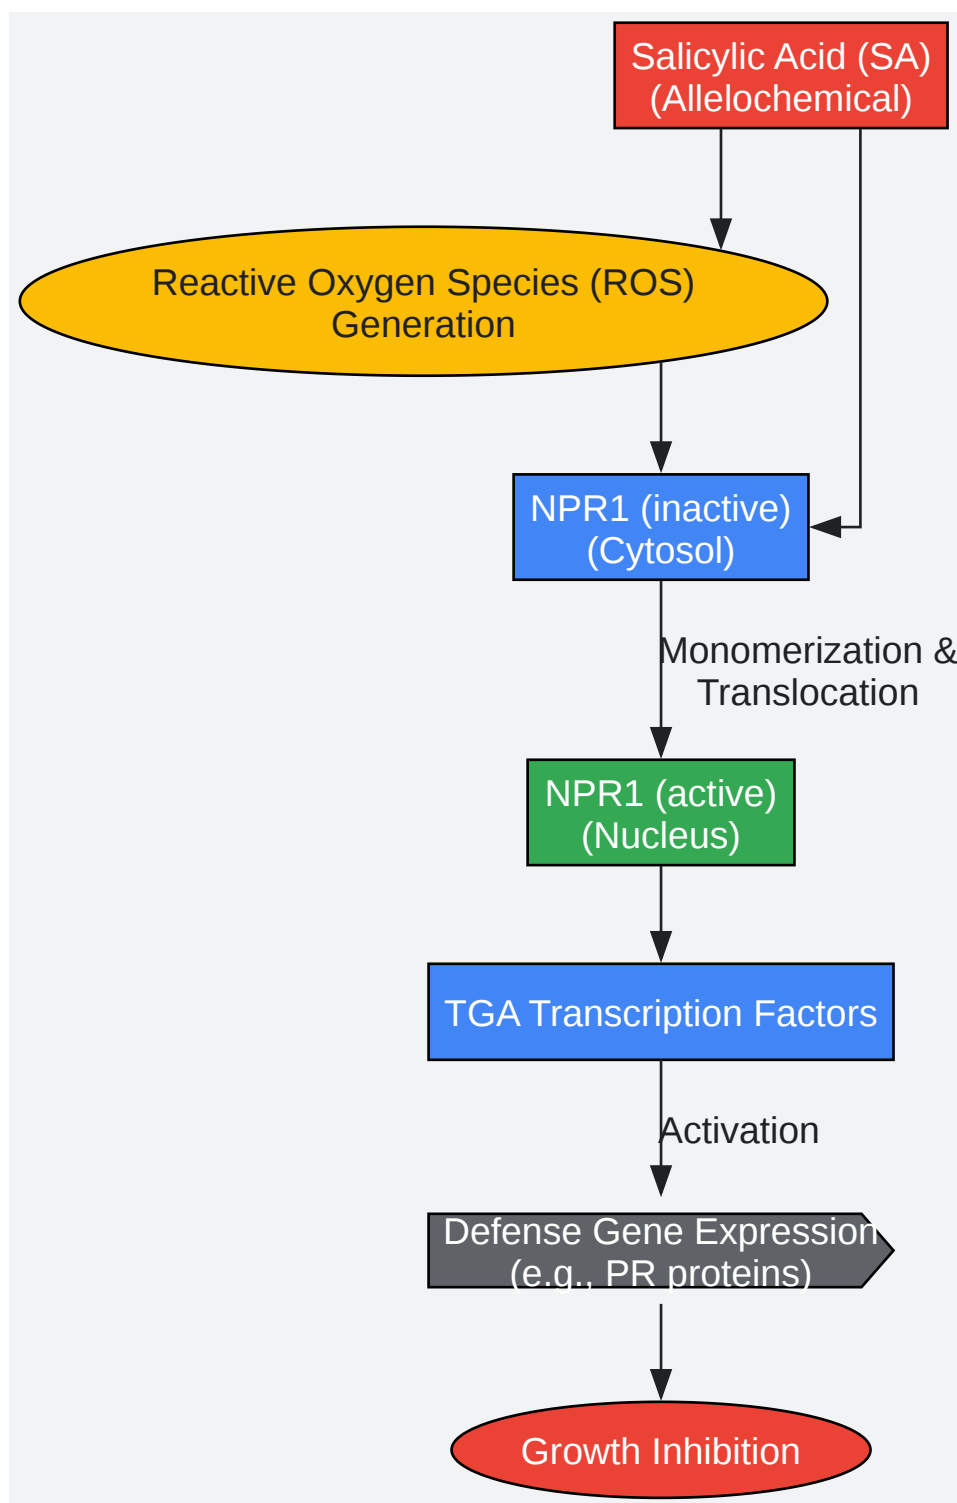 Salicylic Acid (SA)
(Allelochemical)
Reactive Oxygen Species (ROS)
Generation
NPR1 (inactive)
(Cytosol)
Monomerization &
Translocation
NPR1 (active)
(Nucleus)
TGA Transcription Factors
Activation
Defense Gene Expression
(e.g., PR proteins)
Growth Inhibition